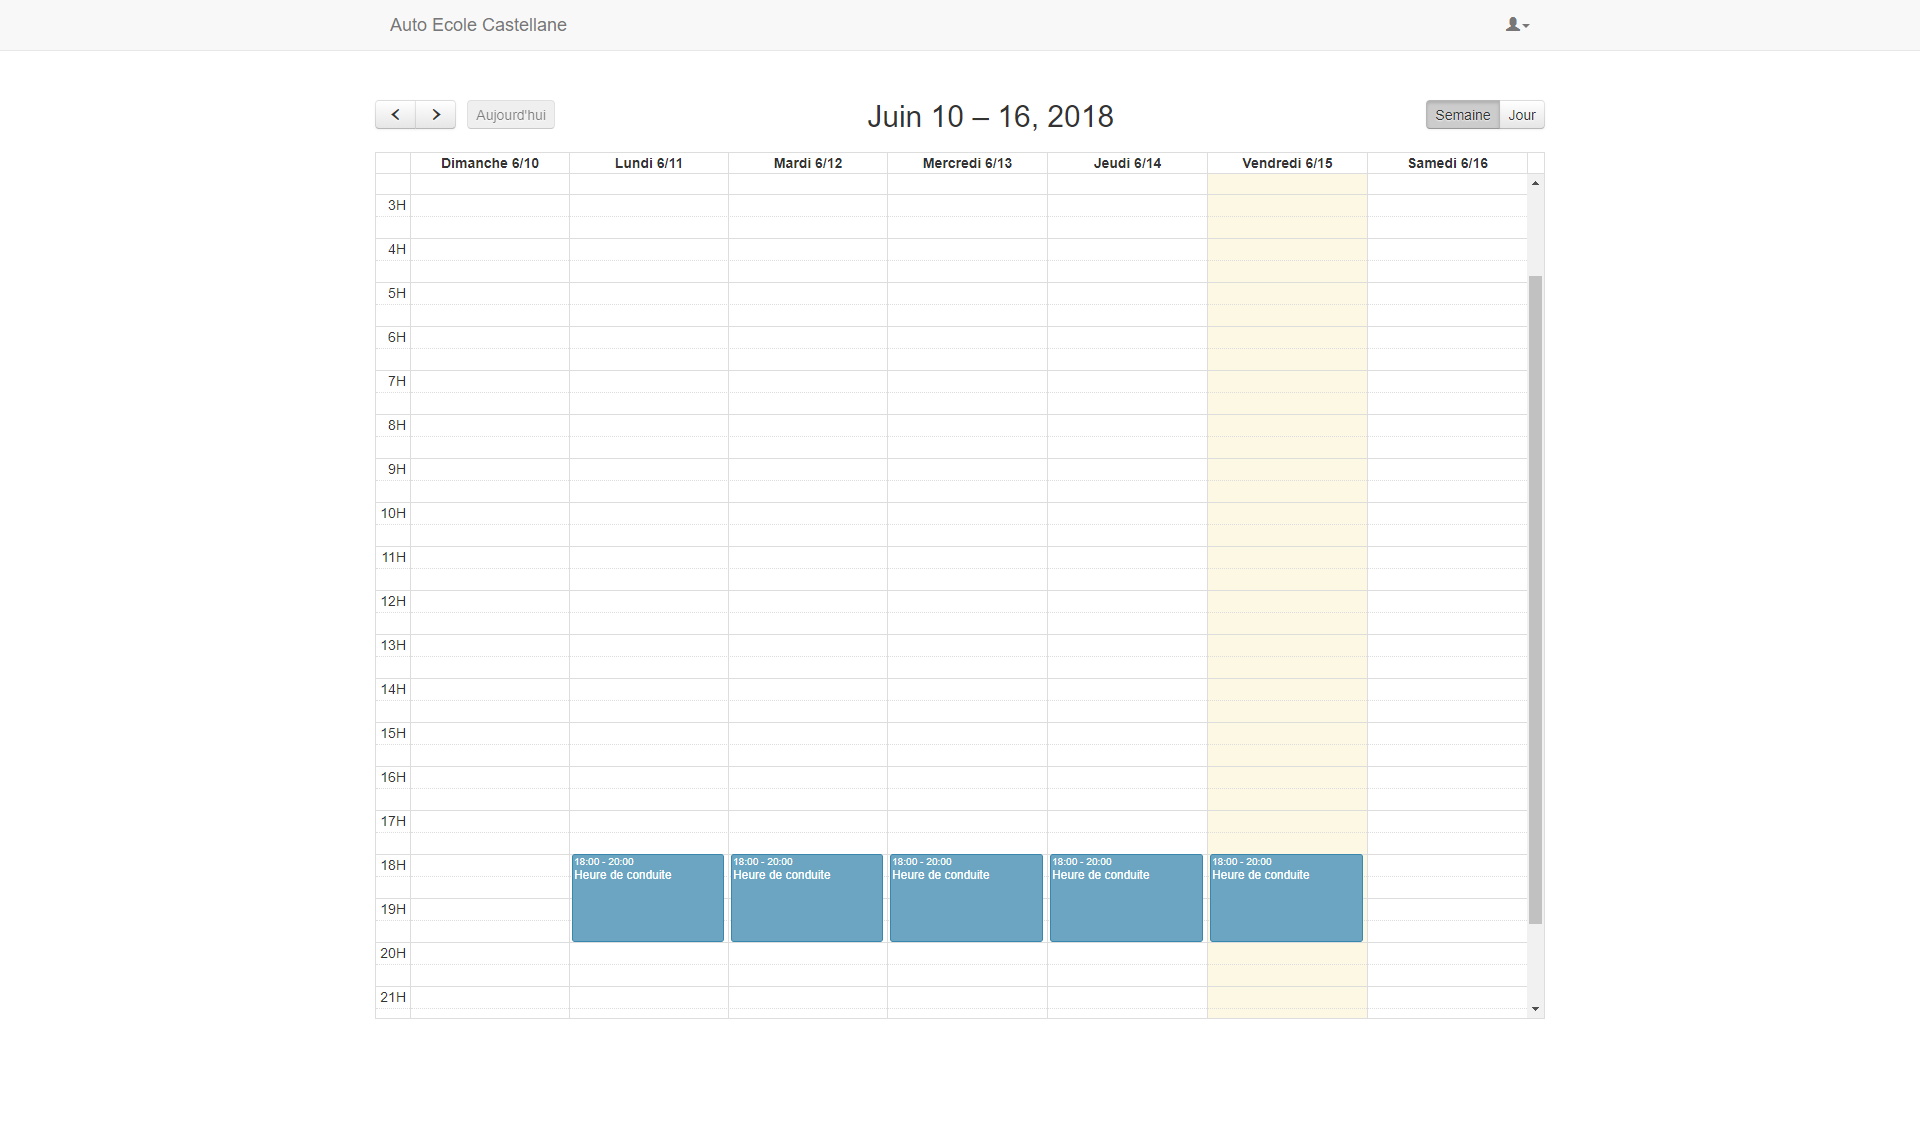 Auto Ecole Castellane
Aujourd'hui
Juin 10 – 16, 2018
Semaine Jour
Dimanche 6/10 Lundi 6/11 Mardi 6/12 Mercredi 6/13 Jeudi 6/14 Vendredi 6/15 Samedi 6/16
3H
4H
5H
6H
7H
8H
9H
10H
11H
12H
13H
14H
15H
16H
17H
18H
18:00 - 20:00 18:00 - 20:00 18:00 - 20:00 18:00 - 20:00 18:00 - 20:00
Heure de conduite Heure de conduite Heure de conduite Heure de conduite Heure de conduite
19H
20H
21H